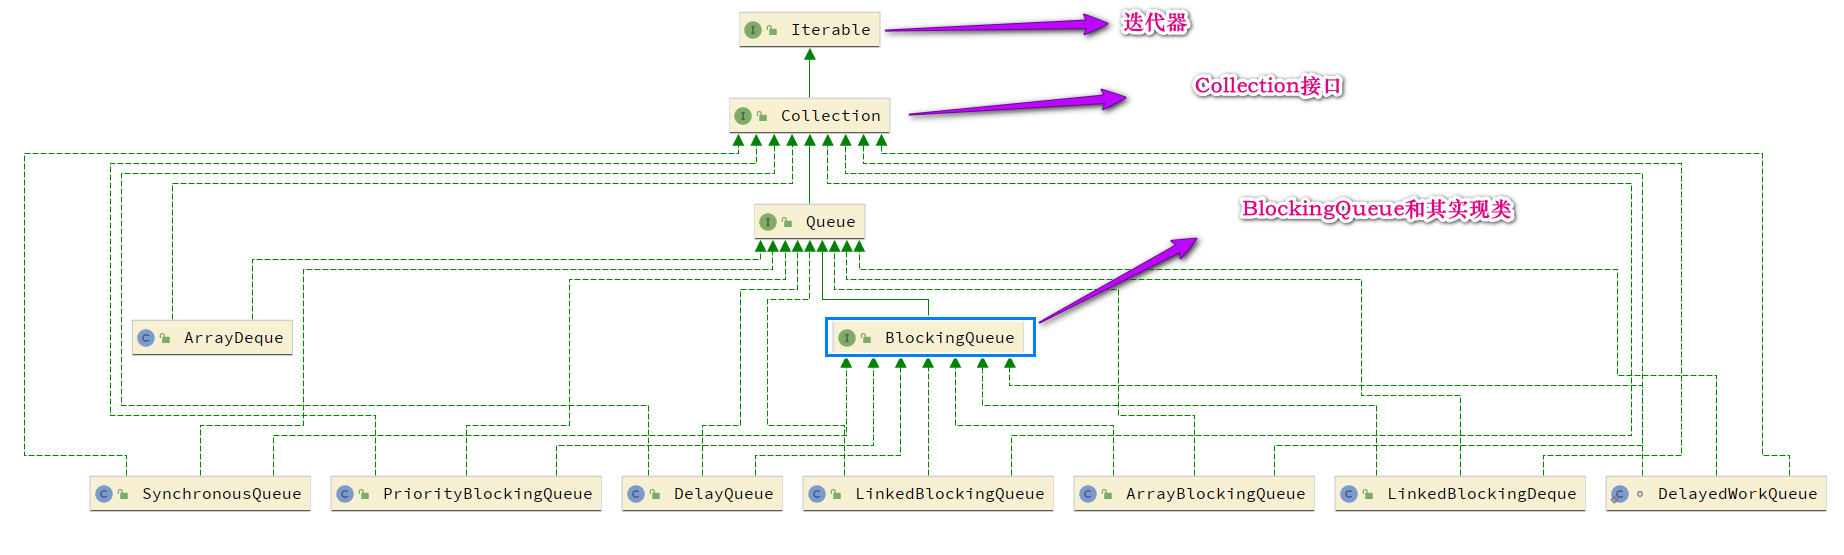 Iterable
迭代器
Collection
Collection接口
Queue
BlockingQueue和其实现类
ArrayDeque
BlockingQueue
SynchronousQueue
PriorityBlockingQueue
DelayQueue
LinkedBlockingQueue
ArrayBlockingQueue
LinkedBlockingDeque
DelayedWorkQueue